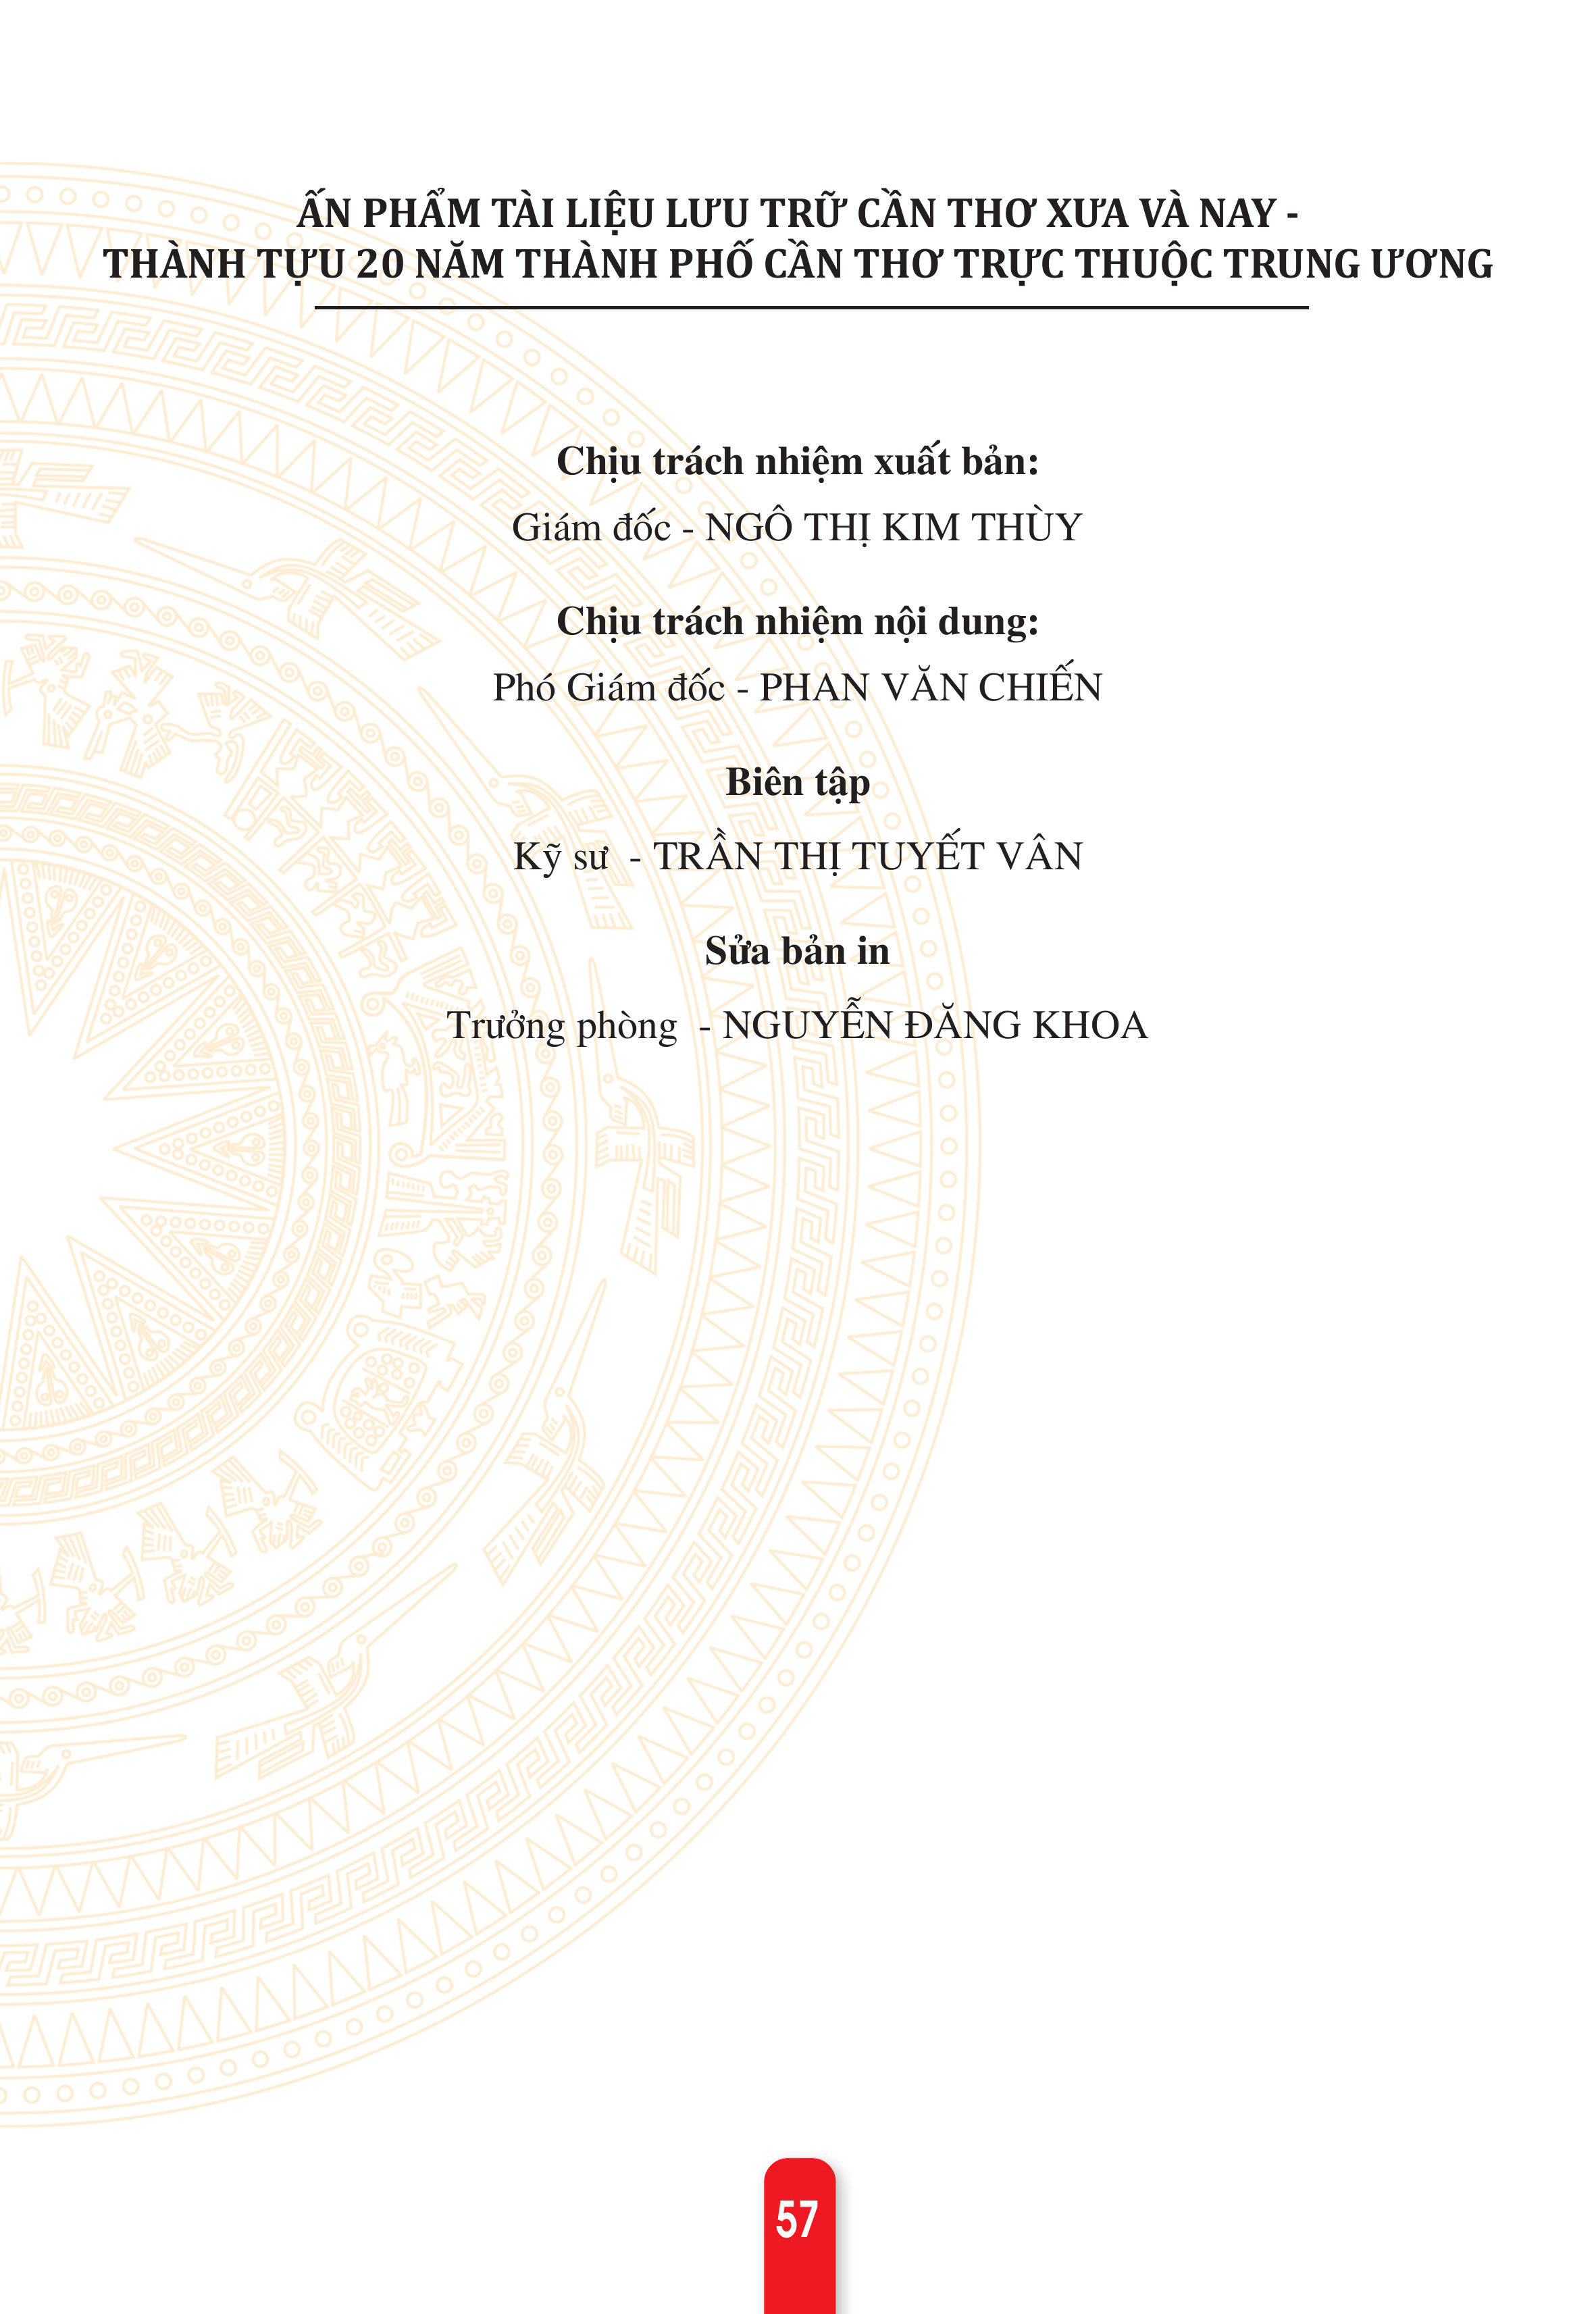 ẤN PHẨM TÀI LIỆU LƯU TRỮ CẦN THƠ XƯA VÀ NAY -
THÀNH TỰU 20 NĂM THÀNH PHỐ CẦN THƠ TRỰC THUỘC TRUNG ƯƠNG
Chịu trách nhiệm xuất bản:
Giám đốc - NGÔ THỊ KIM THÙY
Chịu trách nhiệm nội dung:
Phó Giám đốc - PHAN VĂN CHIẾN
Biên tập
Kỹ sư - TRẦN THỊ TUYẾT VÂN
Sửa bản in
Trưởng phòng - NGUYỄN ĐĂNG KHOA
57